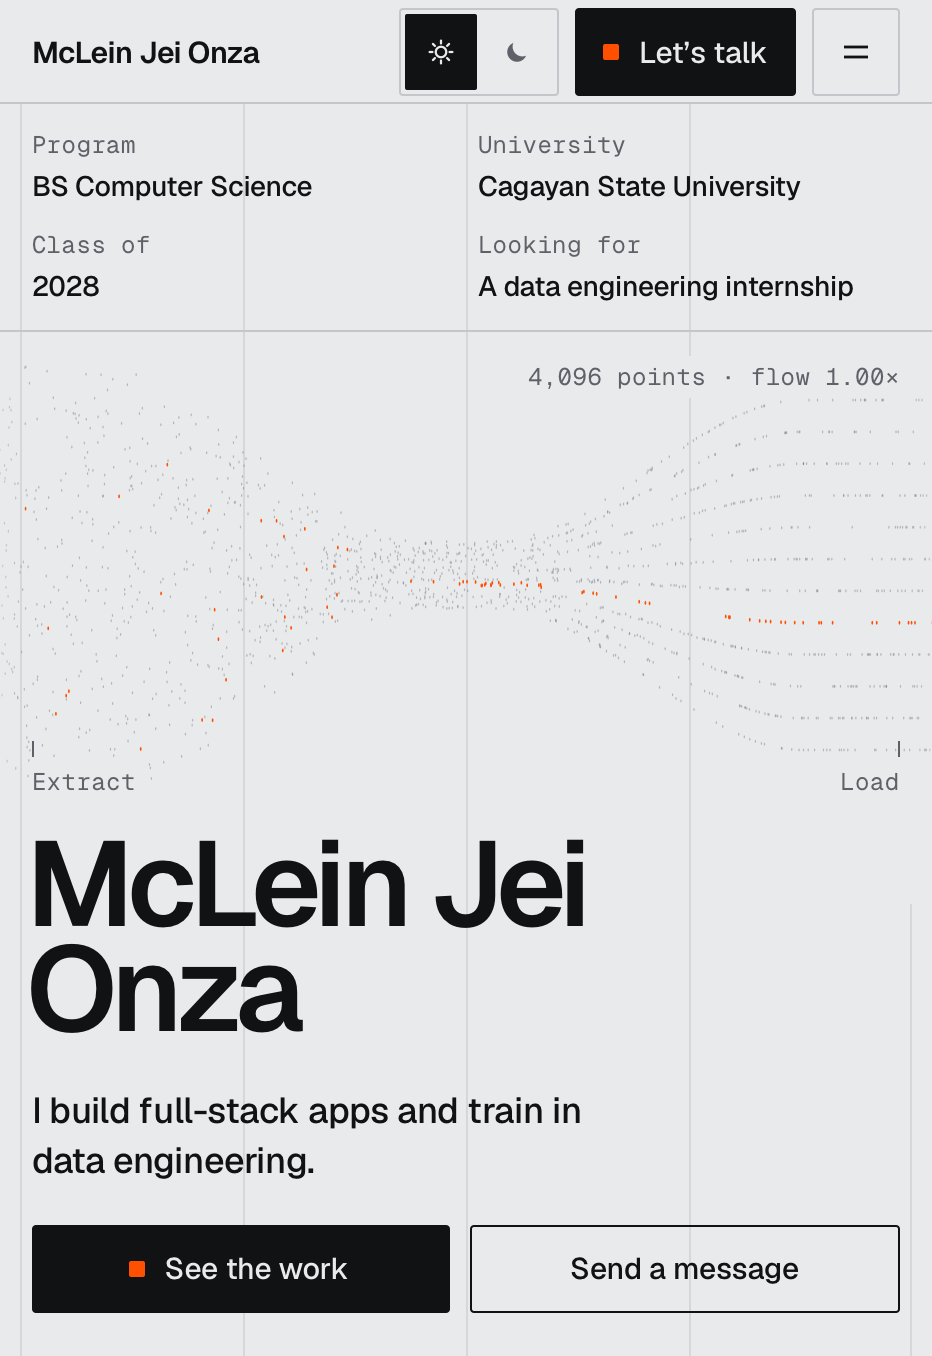 McLein Jei Onza
Let’s talk
Program
BS Computer Science
University
Cagayan State University
Class of
2028
Looking for
A data engineering internship
4,096 points · flow 1.00×
Extract
Load
McLein Jei
Onza
I build full-stack apps and train in
data engineering.
See the work
Send a message